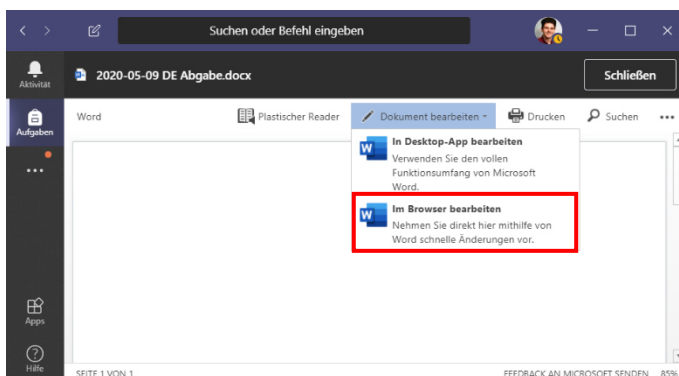 Suchen oder Befehl eingeben
Aktivität
2020-05-09 DE Abgabe.docx
Schließen
Aufgaben
Word
Plastischer Reader
Dokument bearbeiten
Drucken
Suchen
In Desktop-App bearbeiten
Verwenden Sie den vollen
Funktionsumfang von Microsoft
Word.
Im Browser bearbeiten
Nehmen Sie direkt hier mithilfe von
Word schnelle Änderungen vor.
Apps
Hilfe
SEITE 1 VON 1
FEEDBACK AN MICROSOFT SENDEN
85%